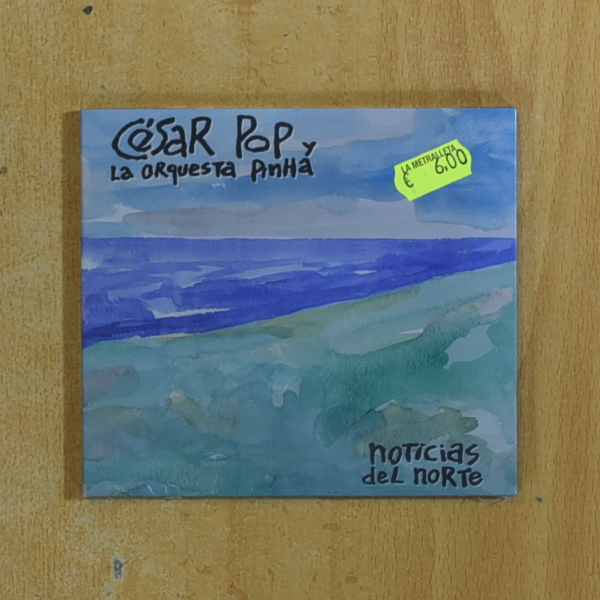 César Pop y
La Orquesta Pinha
LA METRALLETA
€ 6,00
noticias
del norte